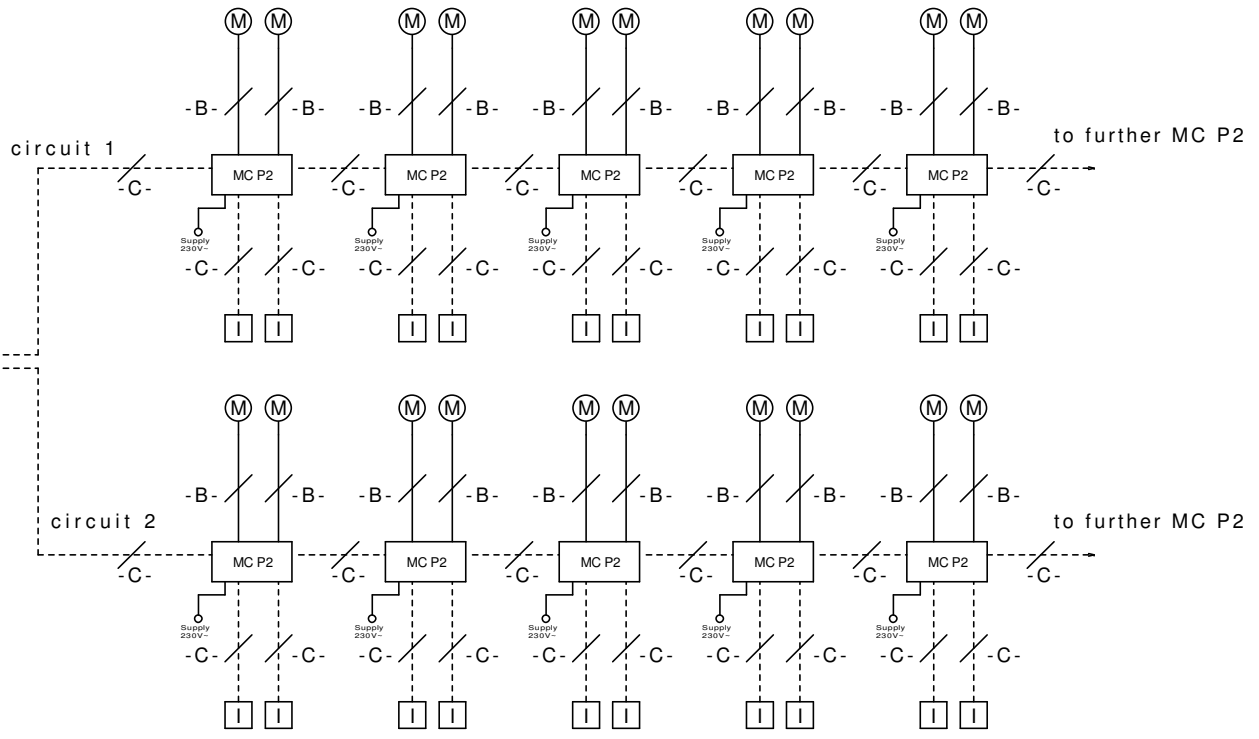 M M M M M M M M M M
-B- -B- -B- -B- -B- -B- -B- -B- -B- -B-
to further MC P2
circuit 1
MC P2 MC P2 MC P2 MC P2 MC P2
-C- -C- -C- -C- -C- -C-
Supply Supply Supply Supply Supply
230V~ 230V~ 230V~ 230V~ 230V~
-C- -C- -C- -C- -C- -C- -C- -C- -C- -C-
I I I I I I I I I I
M M M M M M M M M M
-B- -B- -B- -B- -B- -B- -B- -B- -B- -B-
circuit 2
to further MC P2
MC P2 MC P2 MC P2 MC P2 MC P2
-C- -C- -C- -C- -C- -C-
Supply Supply Supply Supply Supply
230V~ 230V~ 230V~ 230V~ 230V~
-C- -C- -C- -C- -C- -C- -C- -C- -C- -C-
I I I I I I I I I I